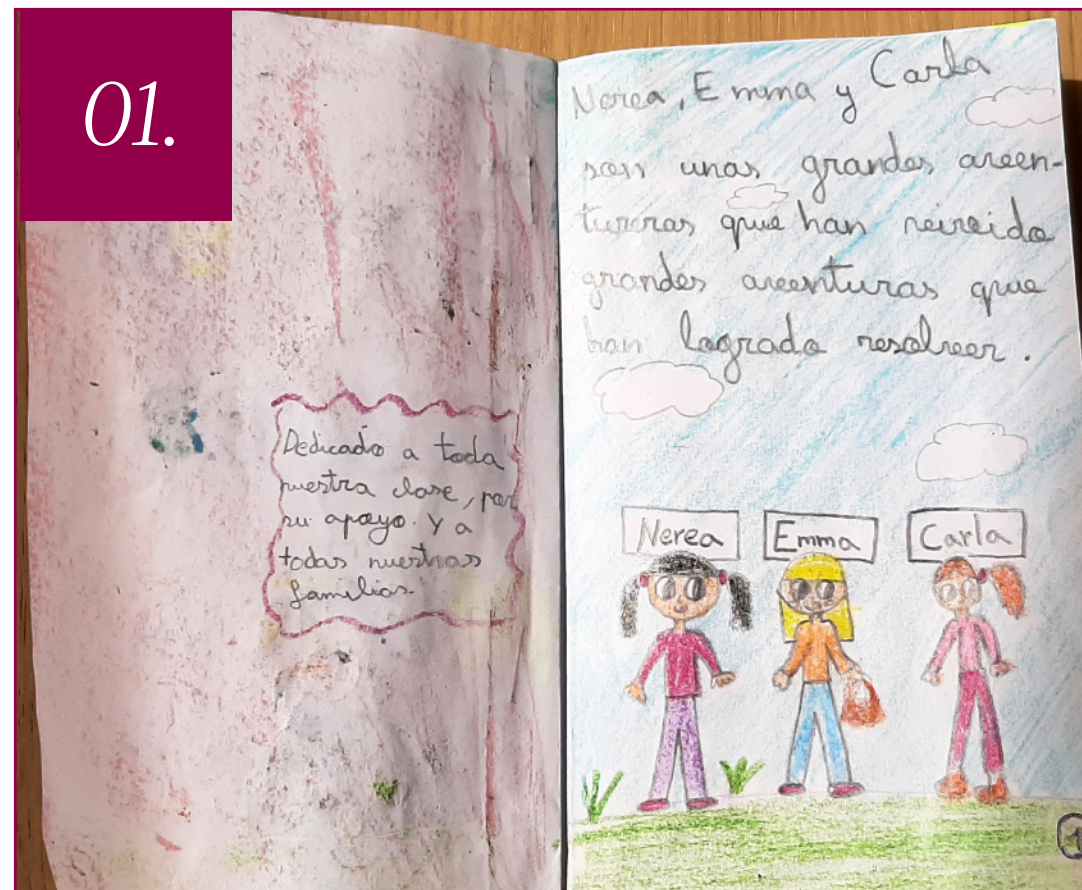 01.
Dedicado a toda
nuestra clase, por
su apoyo. Y a
todas nuestras
familias.
Nerea, Emma y Carla
son unas grandes aven-
tureras que han vivido
grandes aventuras que
han logrado resolver.
Nerea
Emma
Carla
1